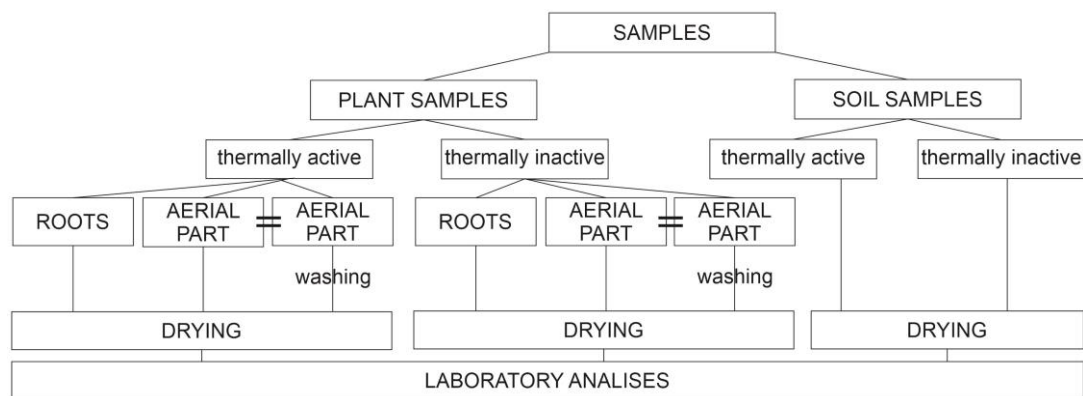 SAMPLES
PLANT SAMPLES
SOIL SAMPLES
thermally active
thermally inactive
thermally active
thermally inactive
ROOTS
AERIAL
PART
AERIAL
PART
ROOTS
AERIAL
PART
AERIAL
PART
washing
washing
DRYING
DRYING
DRYING
LABORATORY ANALISES